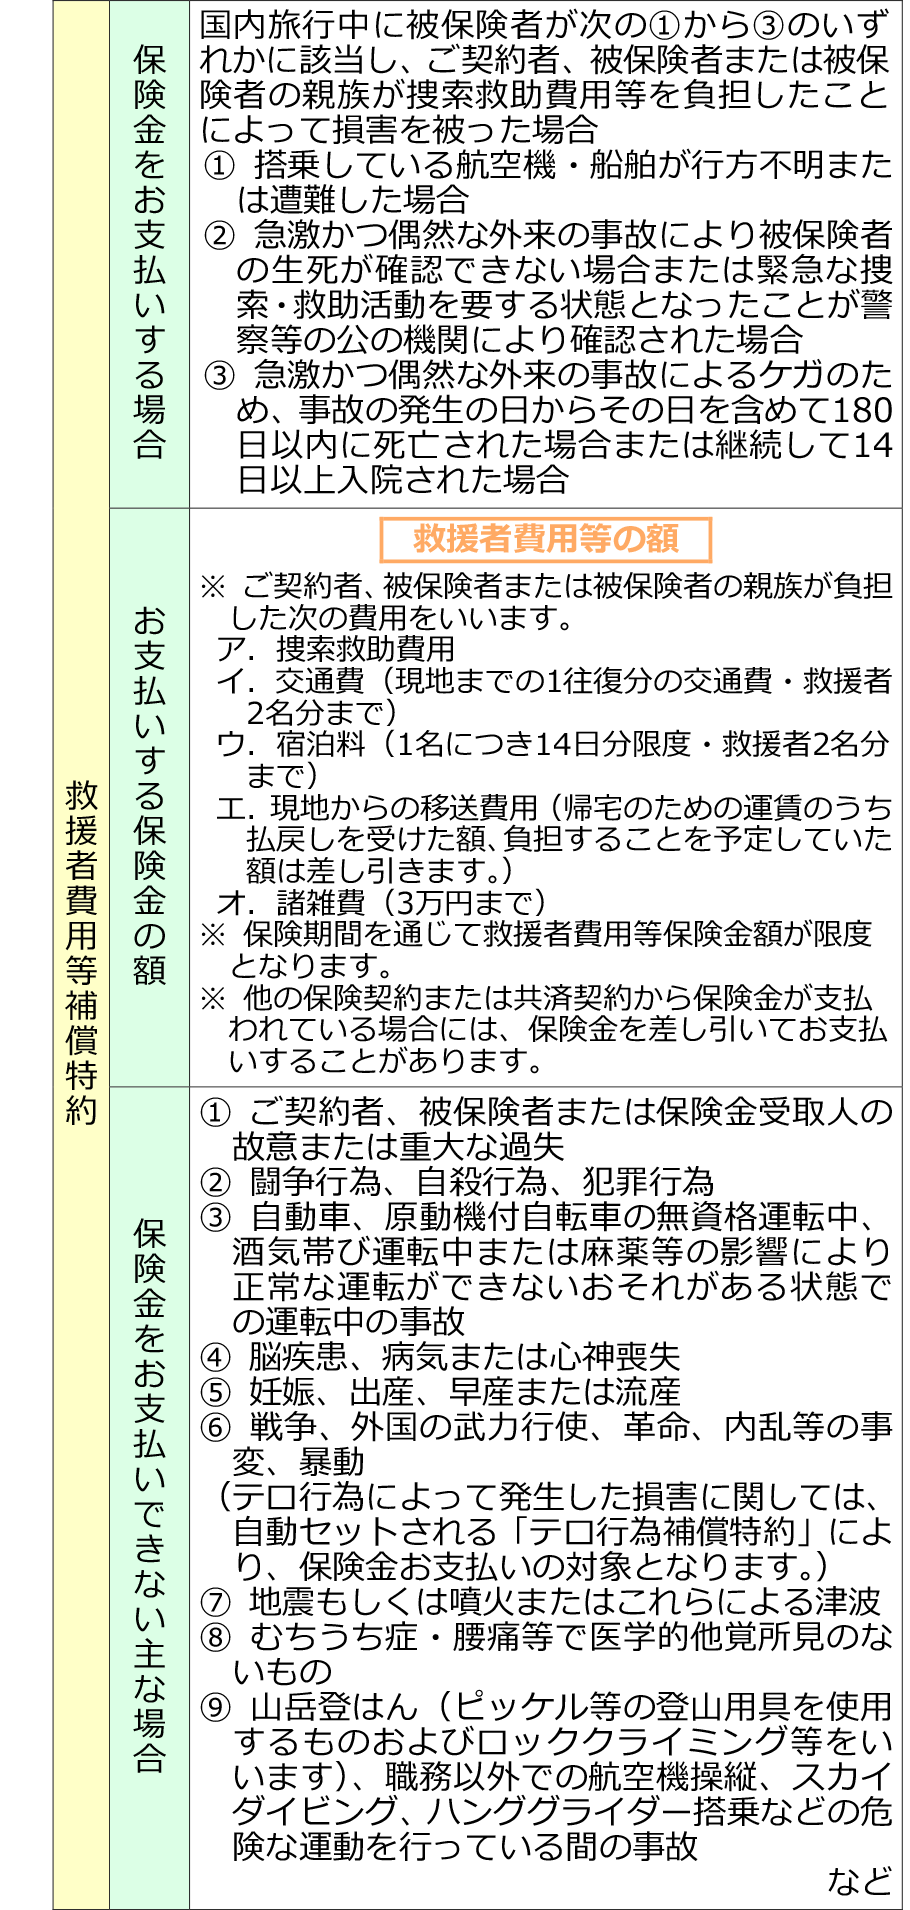 救援者費用等補償特約
保険金をお支払いする場合
国内旅行中に被保険者が次の①から③のいず
れかに該当し、ご契約者、被保険者または被保
険者の親族が捜索救助費用等を負担したこと
によって損害を被った場合
① 搭乗している航空機・船舶が行方不明また
は遭難した場合
② 急激かつ偶然な外来の事故により被保険者
の生死が確認できない場合または緊急な捜
索・救助活動を要する状態となったことが警
察等の公の機関により確認された場合
③ 急激かつ偶然な外来の事故によるケガのた
め、事故の発生の日からその日を含めて180
日以内に死亡された場合または継続して14
日以上入院された場合
お支払いする保険金の額
救援者費用等の額
※ ご契約者、被保険者または被保険者の親族が負担
した次の費用をいいます。
ア. 捜索救助費用
イ. 交通費（現地までの1往復分の交通費・救援者
2名分まで）
ウ. 宿泊料（1名につき14日分限度・救援者2名分
まで）
エ. 現地からの移送費用（帰宅のための運賃のうち
払戻しを受けた額、負担することを予定していた
額は差し引きます。）
オ. 諸雑費（3万円まで）
※ 保険期間を通じて救援者費用等保険金額が限度
となります。
※ 他の保険契約または共済契約から保険金が支払
われている場合には、保険金を差し引いてお支払
いすることがあります。
保険金をお支払いできない主な場合
① ご契約者、被保険者または保険金受取人の
故意または重大な過失
② 闘争行為、自殺行為、犯罪行為
③ 自動車、原動機付自転車の無資格運転中、
酒気帯び運転中または麻薬等の影響により
正常な運転ができないおそれがある状態で
の運転中の事故
④ 脳疾患、病気または心神喪失
⑤ 妊娠、出産、早産または流産
⑥ 戦争、外国の武力行使、革命、内乱等の事
変、暴動
（テロ行為によって発生した損害に関しては、
自動セットされる「テロ行為補償特約」によ
り、保険金お支払いの対象となります。）
⑦ 地震もしくは噴火またはこれらによる津波
⑧ むちうち症・腰痛等で医学的他覚所見のな
いもの
⑨ 山岳登はん（ピッケル等の登山用具を使用
するものおよびロッククライミング等をい
います）、職務以外での航空機操縦、スカイ
ダイビング、ハンググライダー搭乗などの危
険な運動を行っている間の事故
など